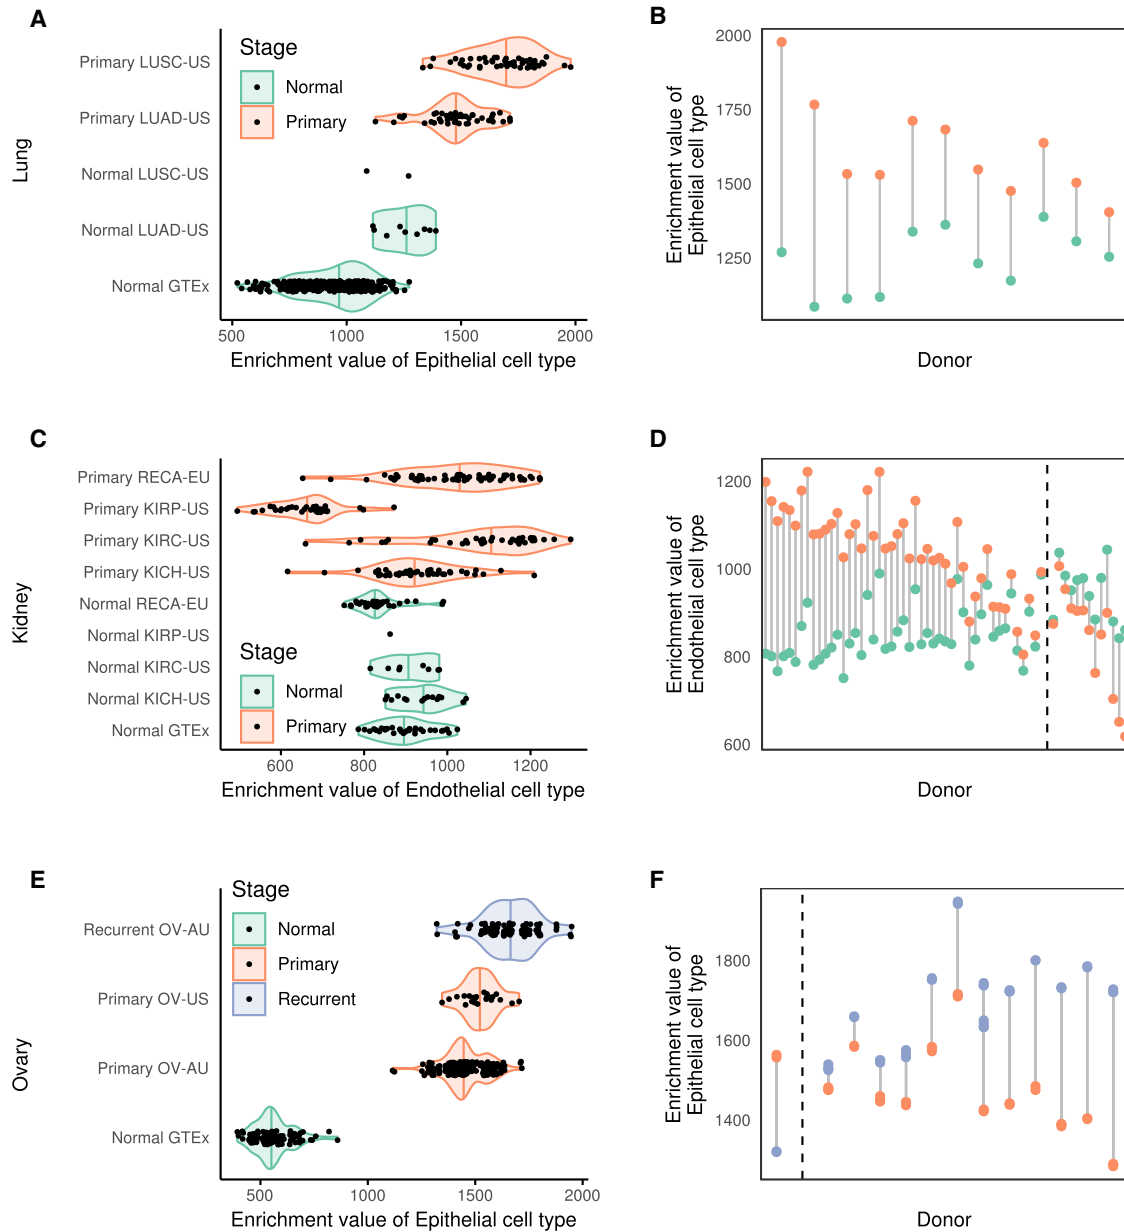 A
Lung
Stage
Normal
Primary
Primary LUSC-US
Primary LUAD-US
Normal LUSC-US
Normal LUAD-US
Normal GTEx
500 1000 1500 2000
Enrichment value of Epithelial cell type
B
Enrichment value of
Epithelial cell type
2000
1750
1500
1250
Donor
C
Kidney
Primary RECA-EU
Primary KIRP-US
Primary KIRC-US
Primary KICH-US
Normal RECA-EU
Normal KIRP-US
Normal KIRC-US
Normal KICH-US
Normal GTEx
Stage
Normal
Primary
600 800 1000 1200
Enrichment value of Endothelial cell type
D
Enrichment value of
Endothelial cell type
1200
1000
800
600
Donor
E
Ovary
Stage
Normal
Primary
Recurrent
Recurrent OV-AU
Primary OV-US
Primary OV-AU
Normal GTEx
500 1000 1500 2000
Enrichment value of Epithelial cell type
F
Enrichment value of
Epithelial cell type
1800
1600
1400
Donor